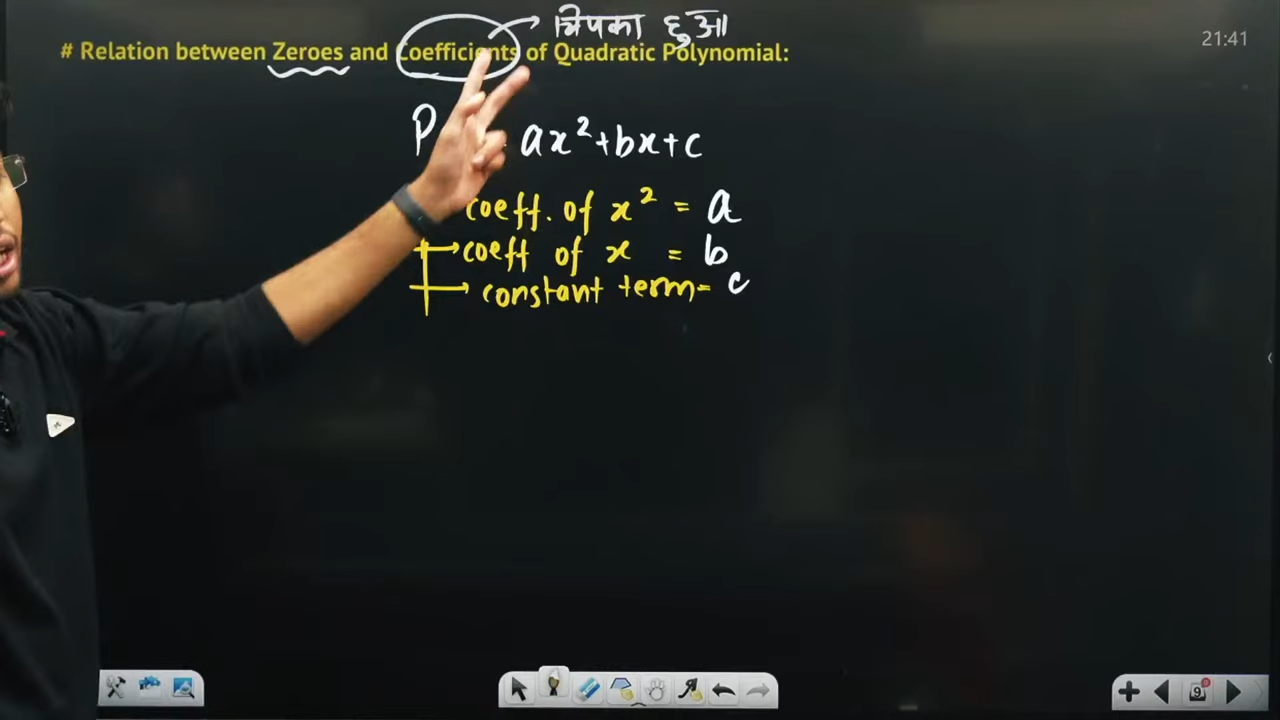 चिपका हुआ
21:41
# Relation between Zeroes and Coefficients of Quadratic Polynomial:
P ax²+bx+c
coeff. of x² = a
coeff of x = b
constant term= c
9